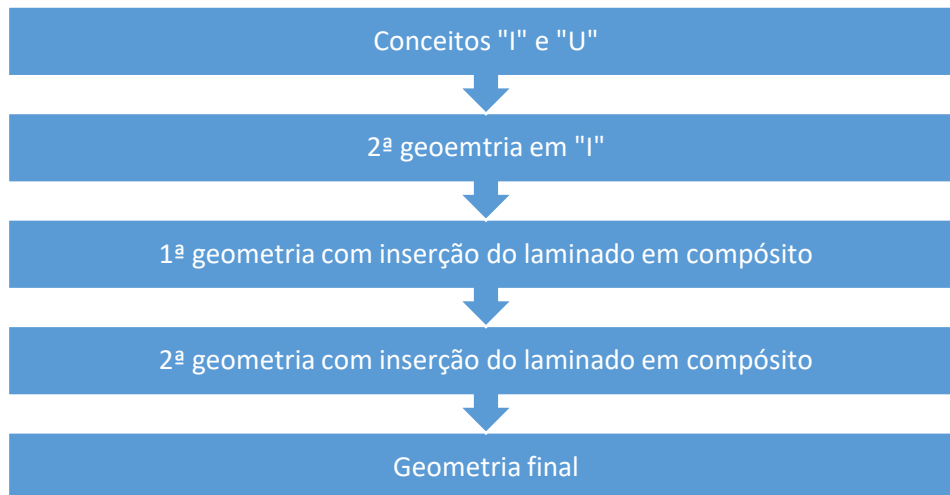 Conceitos "I" e "U"
2ª geoemtria em "I"
1ª geometria com inserção do laminado em compósito
2ª geometria com inserção do laminado em compósito
Geometria final